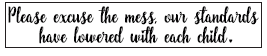 Please excuse the mess, our standards
have lowered with each child.